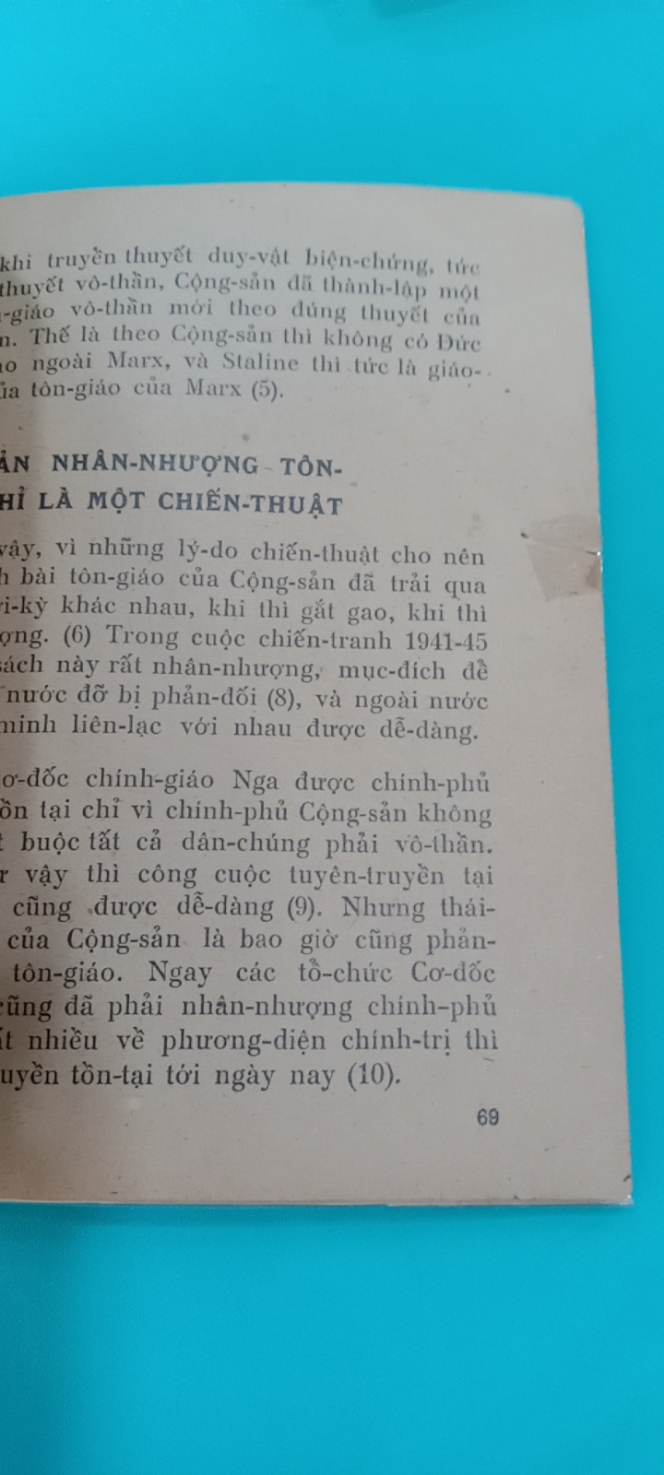 khi truyền thuyết duy-vật biện-chứng, tức
thuyết vô-thần, Cộng-sản đã thành-lập một
-giáo vô-thần mới theo đúng thuyết của
n. Thế là theo Cộng-sản thì không có Đức
ào ngoài Marx, và Staline thì tức là giáo-
ủa tôn-giáo của Marx (5).
ẢN NHÂN-NHƯỢNG TÔN-
HỈ LÀ MỘT CHIẾN-THUẬT
vậy, vì những lý-do chiến-thuật cho nên
h bài tôn-giáo của Cộng-sản đã trải qua
i-kỳ khác nhau, khi thì gắt gao, khi thì
ợng. (6) Trong cuộc chiến-tranh 1941-45
sách này rất nhân-nhượng, mục-đích để
nước đỡ bị phản-đối (8), và ngoài nước
minh liên-lạc với nhau được dễ-dàng.
ơ-đốc chính-giáo Nga được chính-phủ
ồn tại chỉ vì chính-phủ Cộng-sản không
t buộc tất cả dân-chúng phải vô-thần.
r vậy thì công cuộc tuyên-truyền tại
cũng được dễ-dàng (9). Nhưng thái-
của Cộng-sản là bao giờ cũng phản-
tôn-giáo. Ngay các tổ-chức Cơ-đốc
cũng đã phải nhân-nhượng chính-phủ
ít nhiều về phương-diện chính-trị thì
uyền tồn-tại tới ngày nay (10).
69